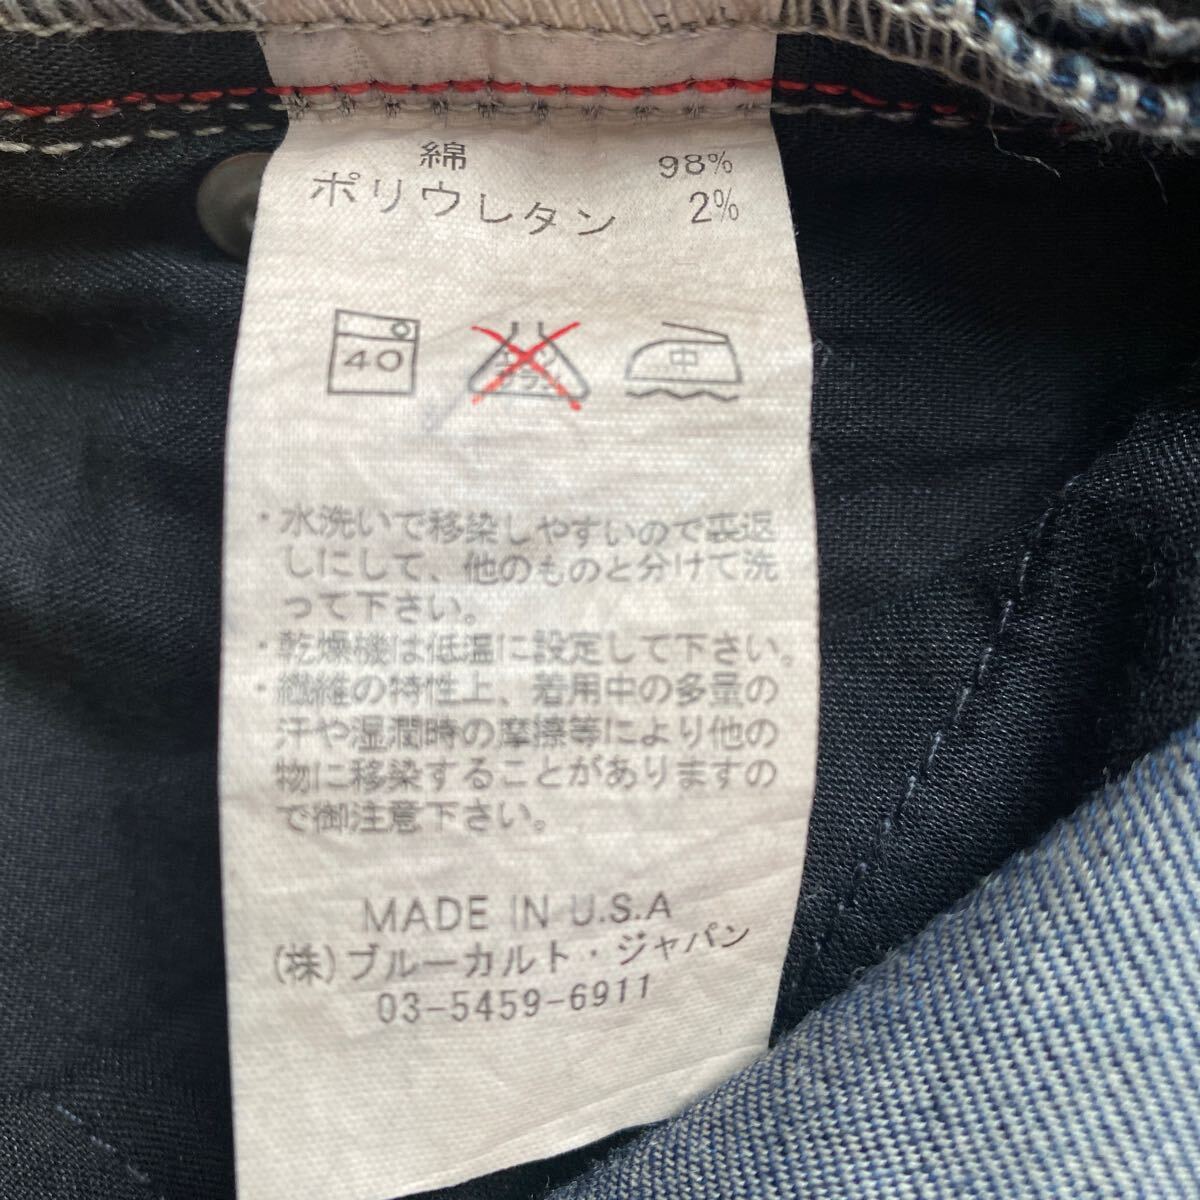 綿 98%
ポリウレタン 2%
40
エンソ
サラシ
中
・水洗いで移染しやすいので裏返
しにして、他のものと分けて洗
って下さい。
・乾燥機は低温に設定して下さい。
・繊維の特性上、着用中の多量の
汗や湿潤時の摩擦等により他の
物に移染することがありますの
で御注意下さい。
MADE IN U.S.A
(株)ブルーカルト・ジャパン
03-5459-6911